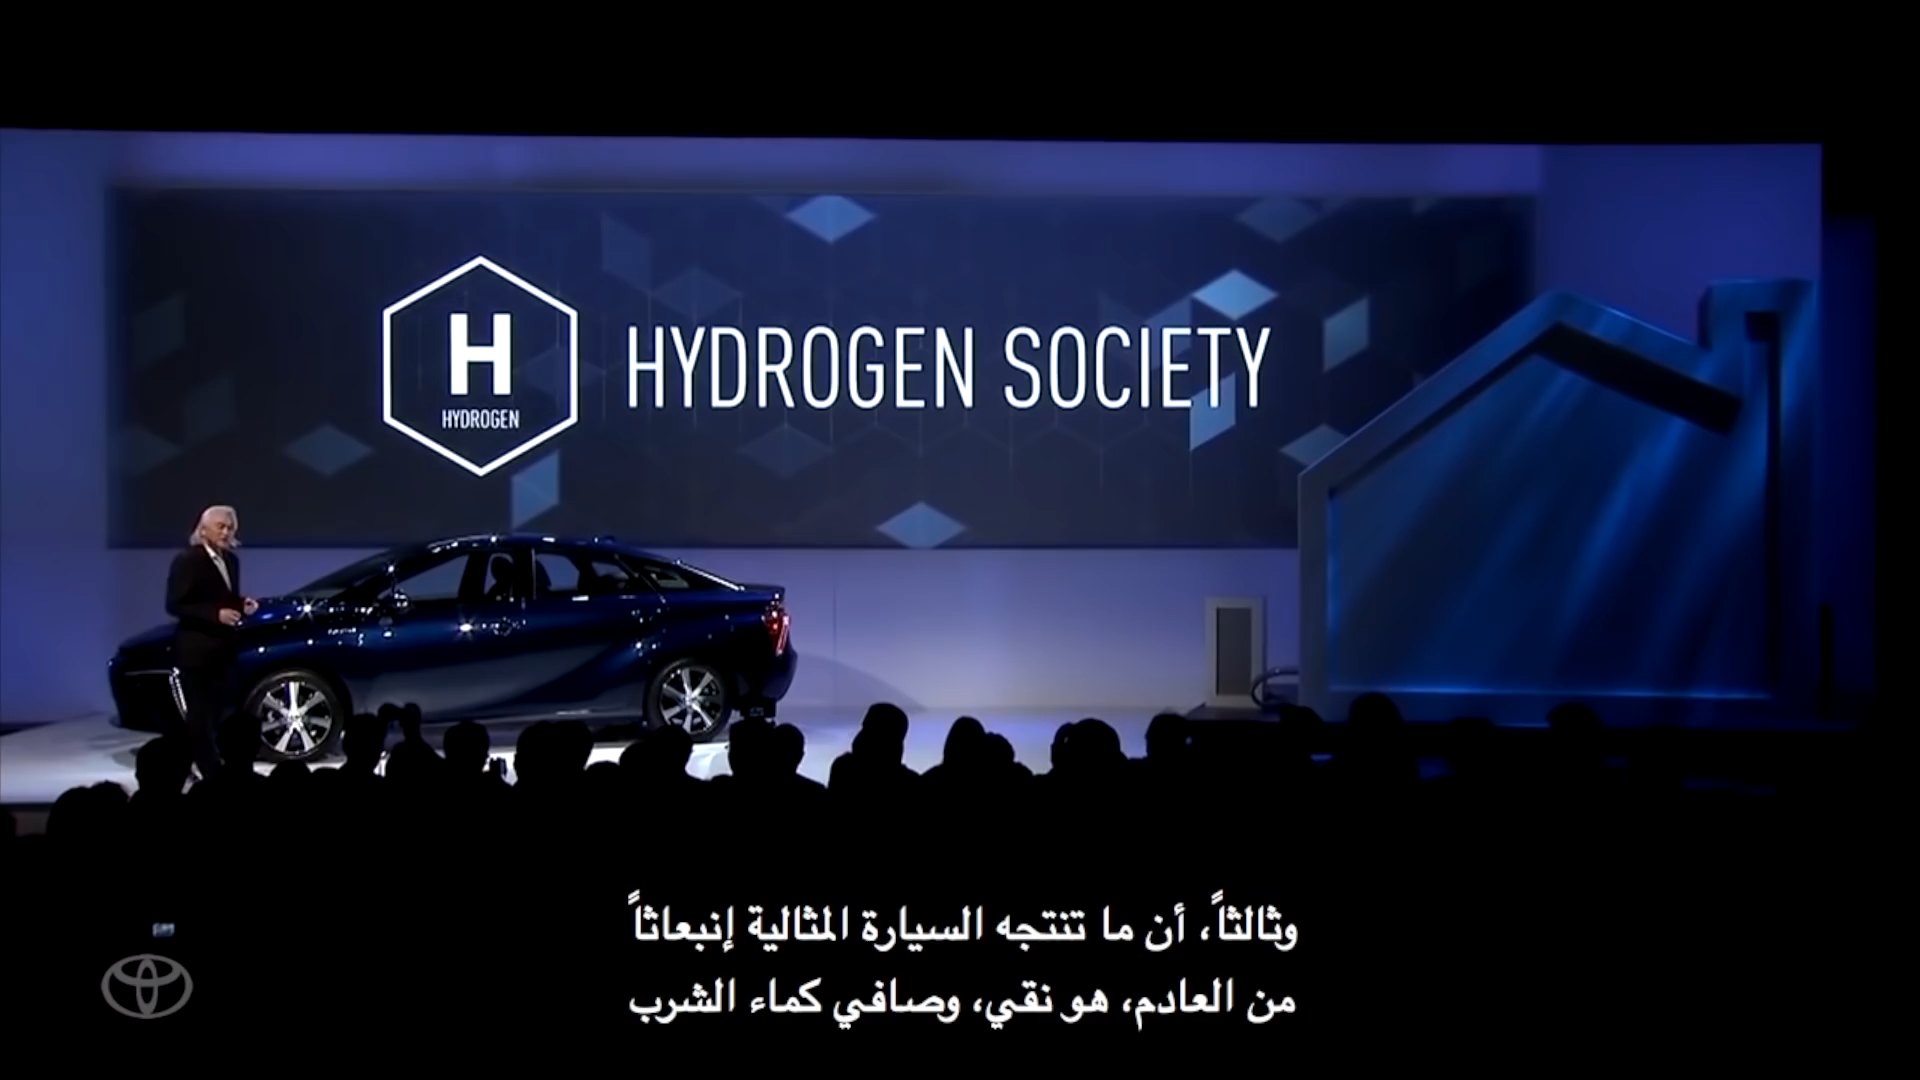 H
HYDROGEN
HYDROGEN SOCIETY
وثالثاً، أن ما تنتجه السيارة المثالية إنبعاثاً
من العادم، هو نقي، وصافي كماء الشرب